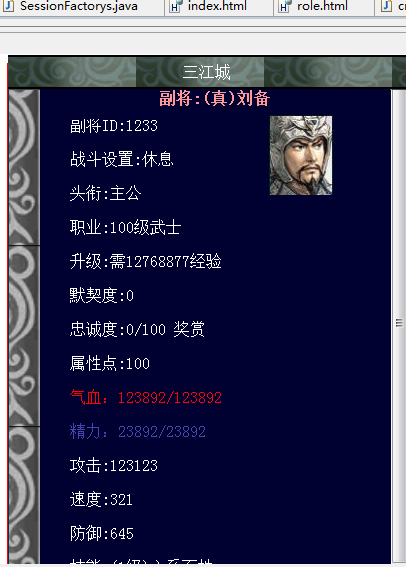 SessionFactorys.java index.html role.html
三江城
副将:(真)刘备
副将ID:1233
战斗设置:休息
头衔:主公
职业:100级武士
升级:需12768877经验
默契度:0
忠诚度:0/100 奖赏
属性点:100
气血：123892/123892
精力：23892/23892
攻击:123123
速度:321
防御:645